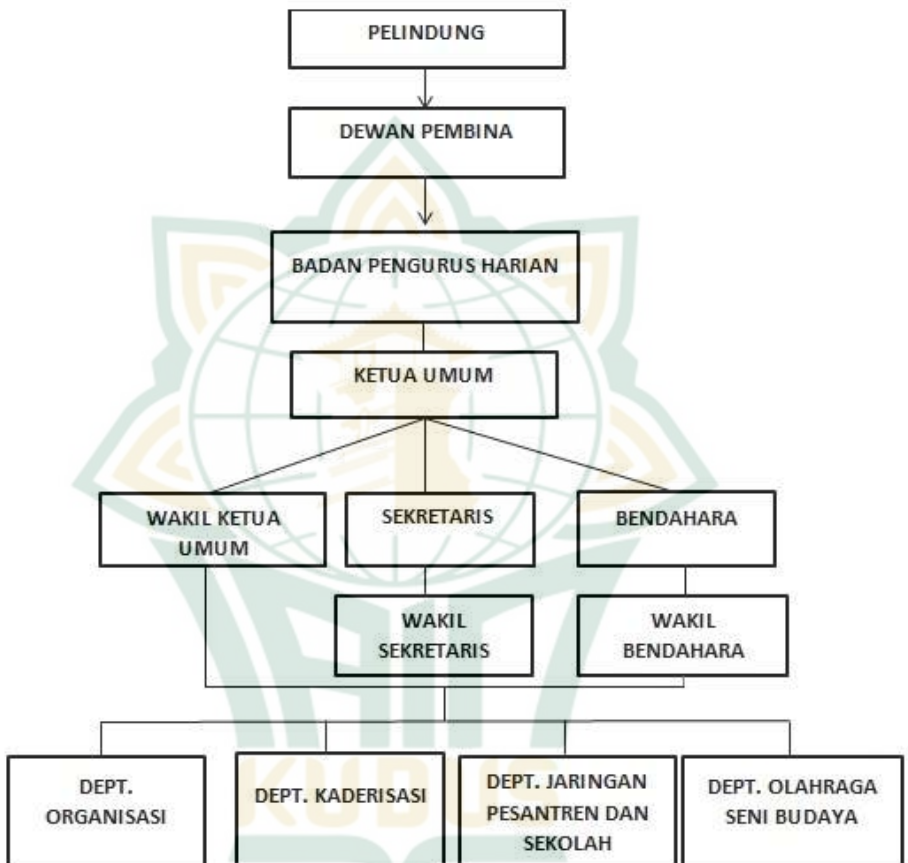 PELINDUNG
DEWAN PEMBINA
BADAN PENGURUS HARIAN
KETUA UMUM
WAKIL KETUA
UMUM
SEKRETARIS
BENDAHARA
WAKIL
SEKRETARIS
WAKIL
BENDAHARA
DEPT.
ORGANISASI
DEPT. KADERISASI
DEPT. JARINGAN
PESANTREN DAN
SEKOLAH
DEPT. OLAHRAGA
SENI BUDAYA
KUDUS